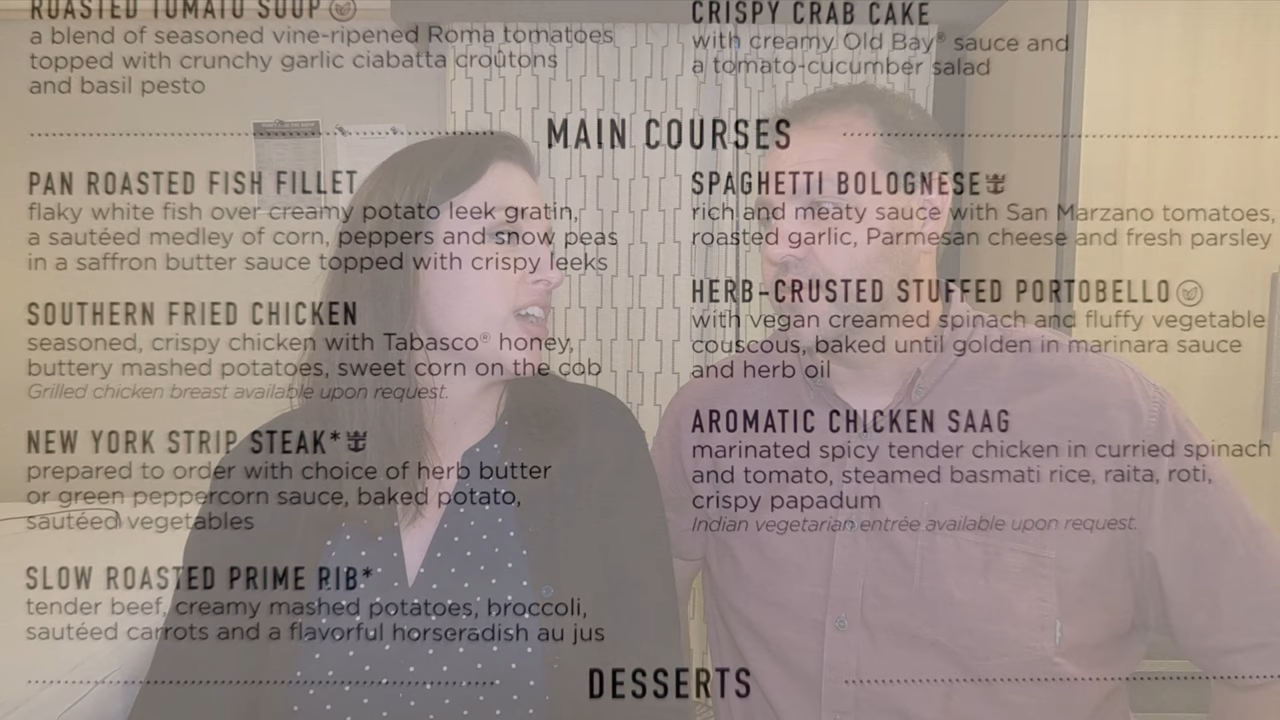 ROASTED TOMATO SOUP
a blend of seasoned vine-ripened Roma tomatoes
topped with crunchy garlic ciabatta croûtons
and basil pesto
CRISPY CRAB CAKE
with creamy Old Bay® sauce and
a tomato-cucumber salad
MAIN COURSES
PAN ROASTED FISH FILLET
flaky white fish over creamy potato leek gratin,
a sautéed medley of corn, peppers and snow peas
in a saffron butter sauce topped with crispy leeks
SOUTHERN FRIED CHICKEN
seasoned, crispy chicken with Tabasco® honey,
buttery mashed potatoes, sweet corn on the cob
Grilled chicken breast available upon request.
NEW YORK STRIP STEAK*
prepared to order with choice of herb butter
or green peppercorn sauce, baked potato,
sautéed vegetables
SLOW ROASTED PRIME RIB*
tender beef, creamy mashed potatoes, broccoli,
sautéed carrots and a flavorful horseradish au jus
SPAGHETTI BOLOGNESE
rich and meaty sauce with San Marzano tomatoes,
roasted garlic, Parmesan cheese and fresh parsley
HERB-CRUSTED STUFFED PORTOBELLO
with vegan creamed spinach and fluffy vegetable
couscous, baked until golden in marinara sauce
and herb oil
AROMATIC CHICKEN SAAG
marinated spicy tender chicken in curried spinach
and tomato, steamed basmati rice, raita, roti,
crispy papadum
Indian vegetarian entrée available upon request.
DESSERTS